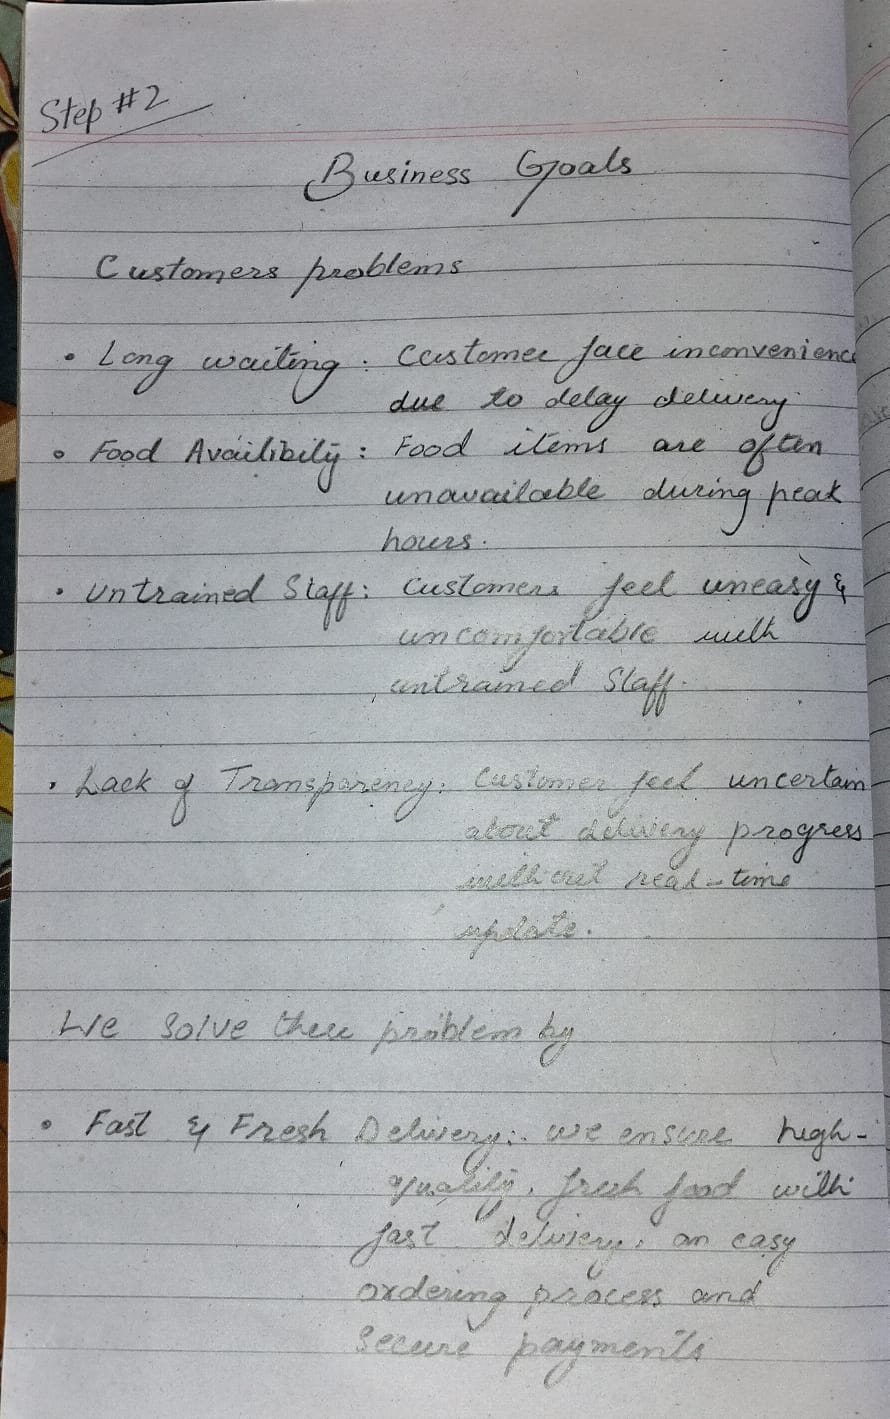 Step #2
Business Goals
Customers problems
• Long waiting : Customer face inconvenience
due to delay delivery
• Food Availibily : Food items are often
unavailable during peak
hours.
• Untrained Staff : Customers feel uneasy &
uncomfortable with
untrained Staff.
• Lack of Transparency : Customer feel uncertain
about delivery progress
without real-time
update.
We Solve these problem by
• Fast & Fresh Delivery : we ensure high-
quality, fresh food with
fast delivery, an easy
ordering process and
Secure payments